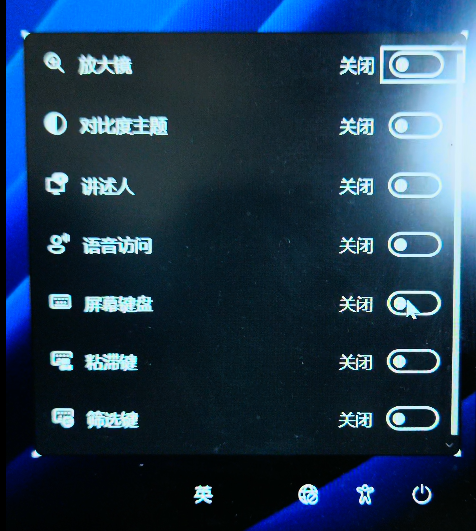 放大镜 关闭
对比度主题 关闭
讲述人 关闭
语音访问 关闭
屏幕键盘 关闭
粘滞键 关闭
筛选键 关闭
英